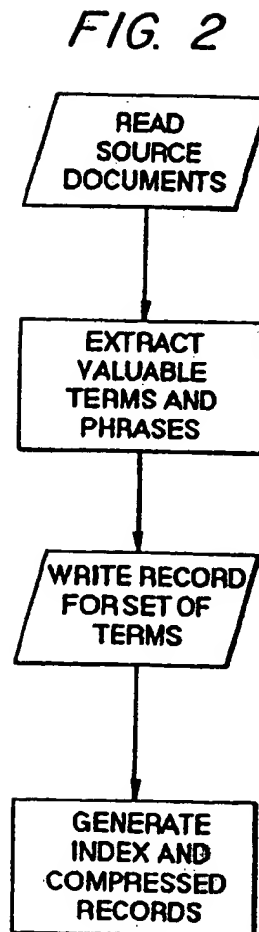 FIG. 2
READ
SOURCE
DOCUMENTS
EXTRACT
VALUABLE
TERMS AND
PHRASES
WRITE RECORD
FOR SET OF
TERMS
GENERATE
INDEX AND
COMPRESSED
RECORDS